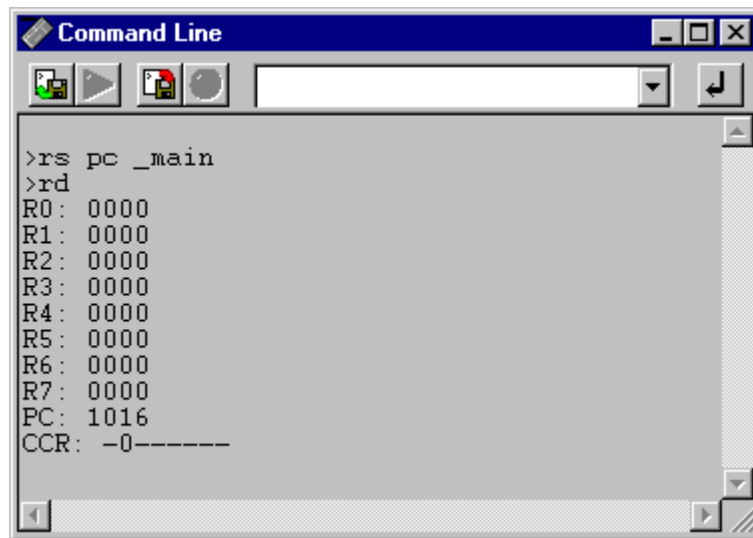 Command Line
>rs pc _main
>rd
R0: 0000
R1: 0000
R2: 0000
R3: 0000
R4: 0000
R5: 0000
R6: 0000
R7: 0000
PC: 1016
CCR: -0------